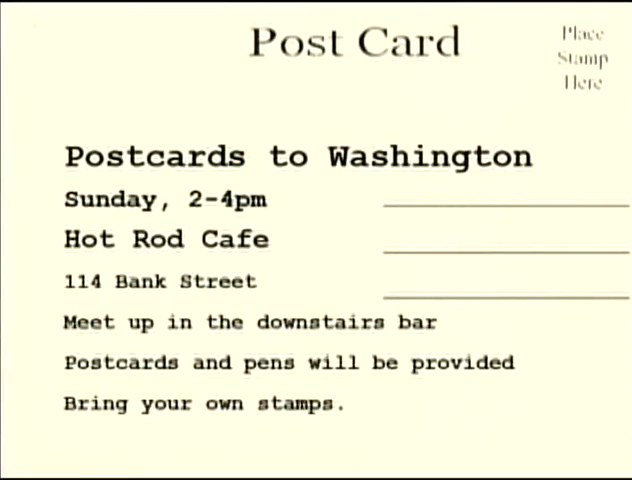 Post Card
Place
Stamp
Here
Postcards to Washington
Sunday, 2-4pm
Hot Rod Cafe
114 Bank Street
Meet up in the downstairs bar
Postcards and pens will be provided
Bring your own stamps.